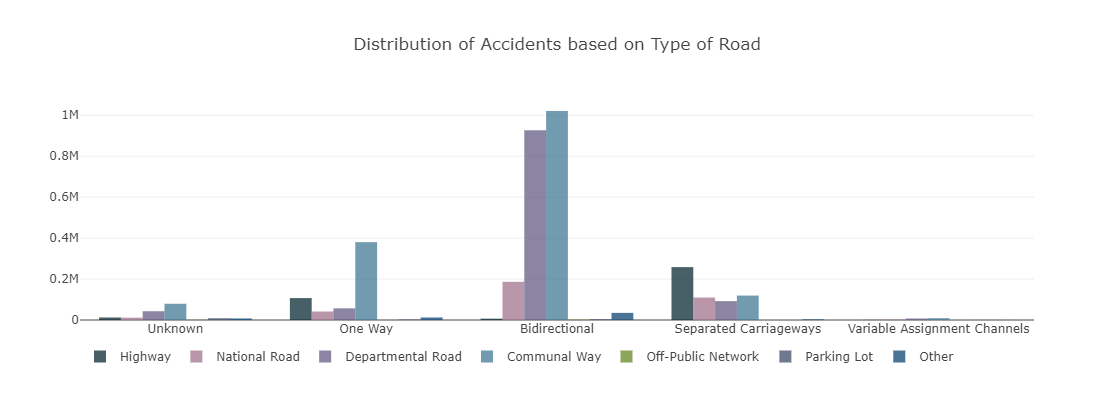 Distribution of Accidents based on Type of Road
1M
0.8M
0.6M
0.4M
0.2M
0
Unknown One Way Bidirectional Separated Carriageways Variable Assignment Channels
Highway National Road Departmental Road Communal Way Off-Public Network Parking Lot Other